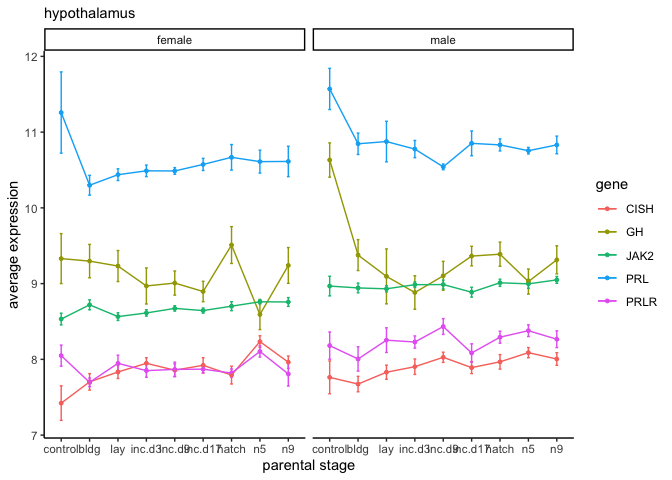 hypothalamus
female
male
12
11
10
9
8
7
average expression
control bldg lay inc.d3 inc.d9 inc.d17 hatch n5 n9
control bldg lay inc.d3 inc.d9 inc.d17 hatch n5 n9
parental stage
gene
CISH
GH
JAK2
PRL
PRLR